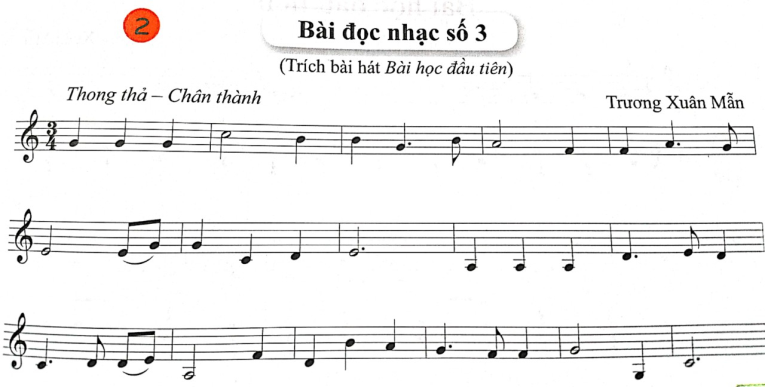 2
Bài đọc nhạc số 3
(Trích bài hát Bài học đầu tiên)
Thong thả – Chân thành
Trương Xuân Mẫn
3
4